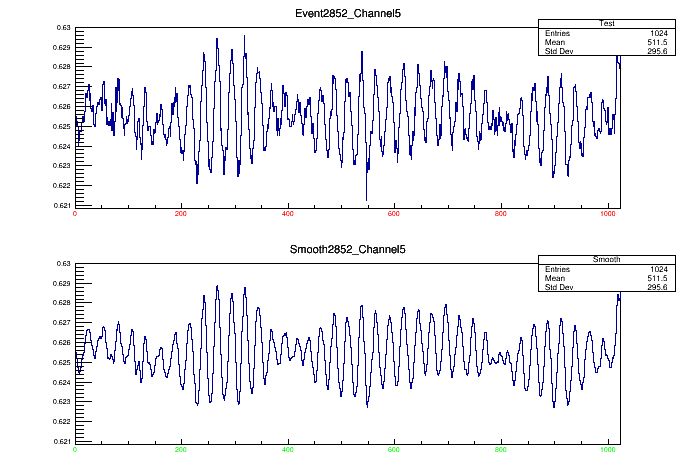 Event2852_Channel5
Test
Entries 1024
Mean 511.5
Std Dev 295.6
0.63
0.629
0.628
0.627
0.626
0.625
0.624
0.623
0.622
0.621
0 200 400 600 800 1000
Smooth2852_Channel5
Smooth
Entries 1024
Mean 511.5
Std Dev 295.6
0.63
0.629
0.628
0.627
0.626
0.625
0.624
0.623
0.622
0.621
0 200 400 600 800 1000